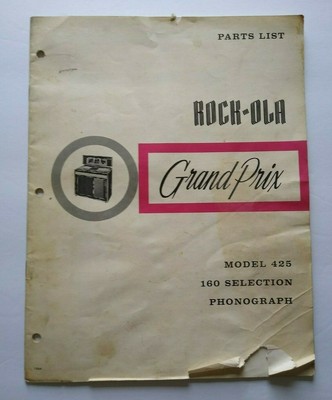 PARTS LIST
ROCK-OLA
Grand Prix
MODEL 425
160 SELECTION
PHONOGRAPH